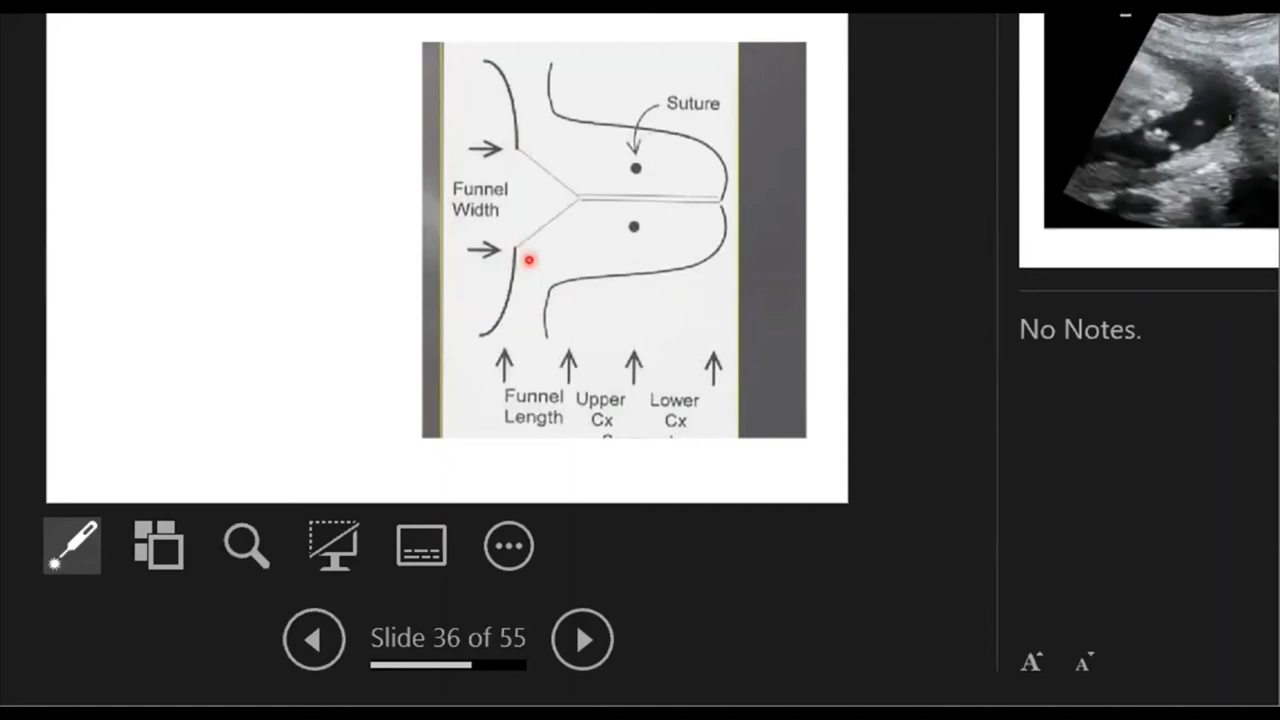 Suture
Funnel
Width
Funnel Upper Lower
Length Cx Cx
No Notes.
Slide 36 of 55
A A